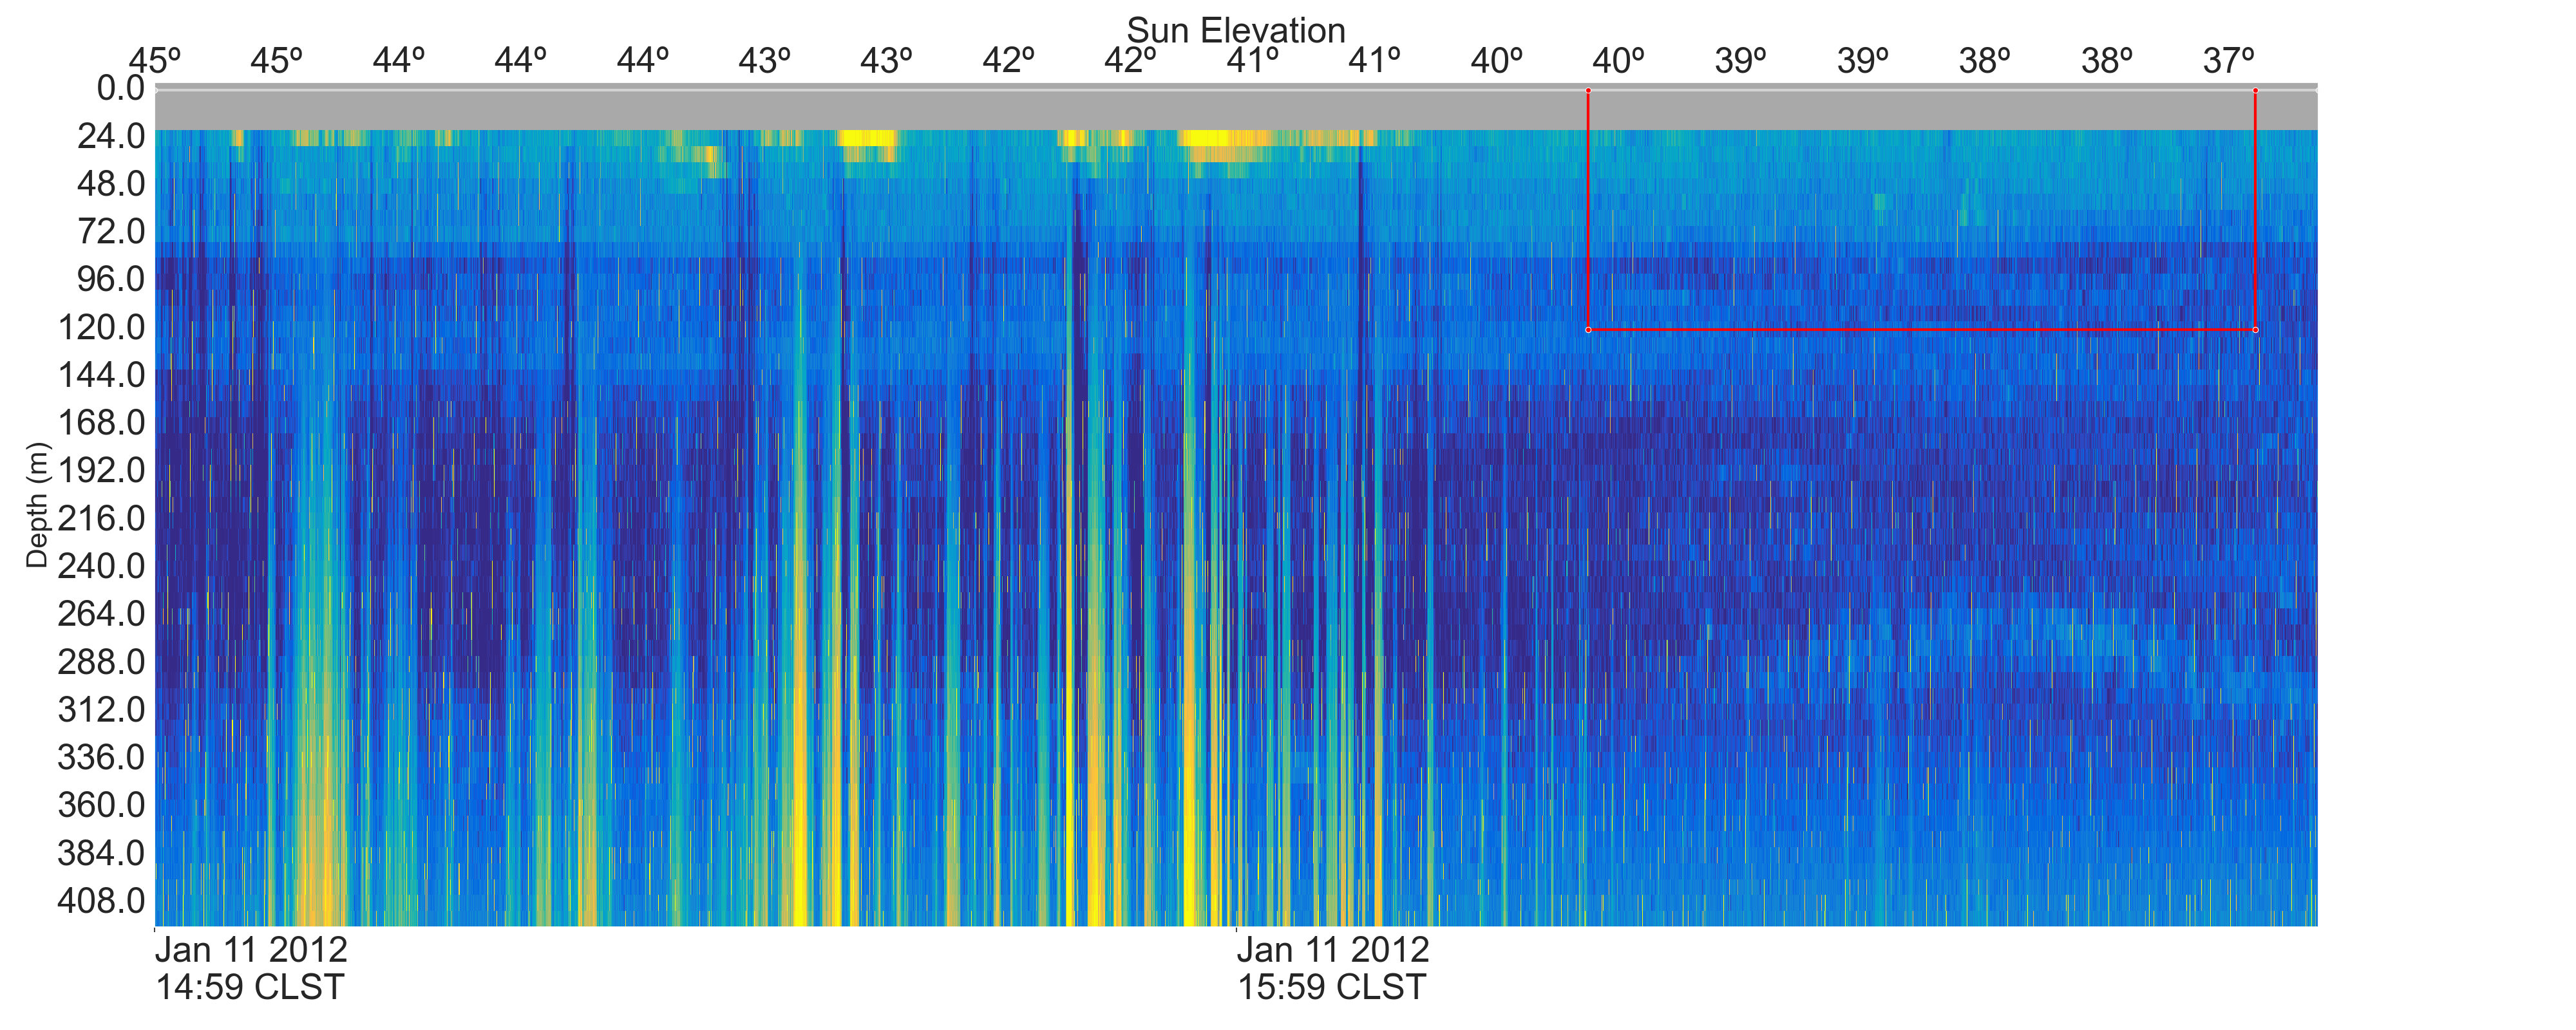 Sun Elevation
45º 45º 44º 44º 44º 43º 43º 42º 42º 41º 41º 40º 40º 39º 39º 38º 38º 37º
0.0
24.0
48.0
72.0
96.0
120.0
144.0
168.0
192.0
216.0
240.0
264.0
288.0
312.0
336.0
360.0
384.0
408.0
Depth (m)
Jan 11 2012
14:59 CLST
Jan 11 2012
15:59 CLST